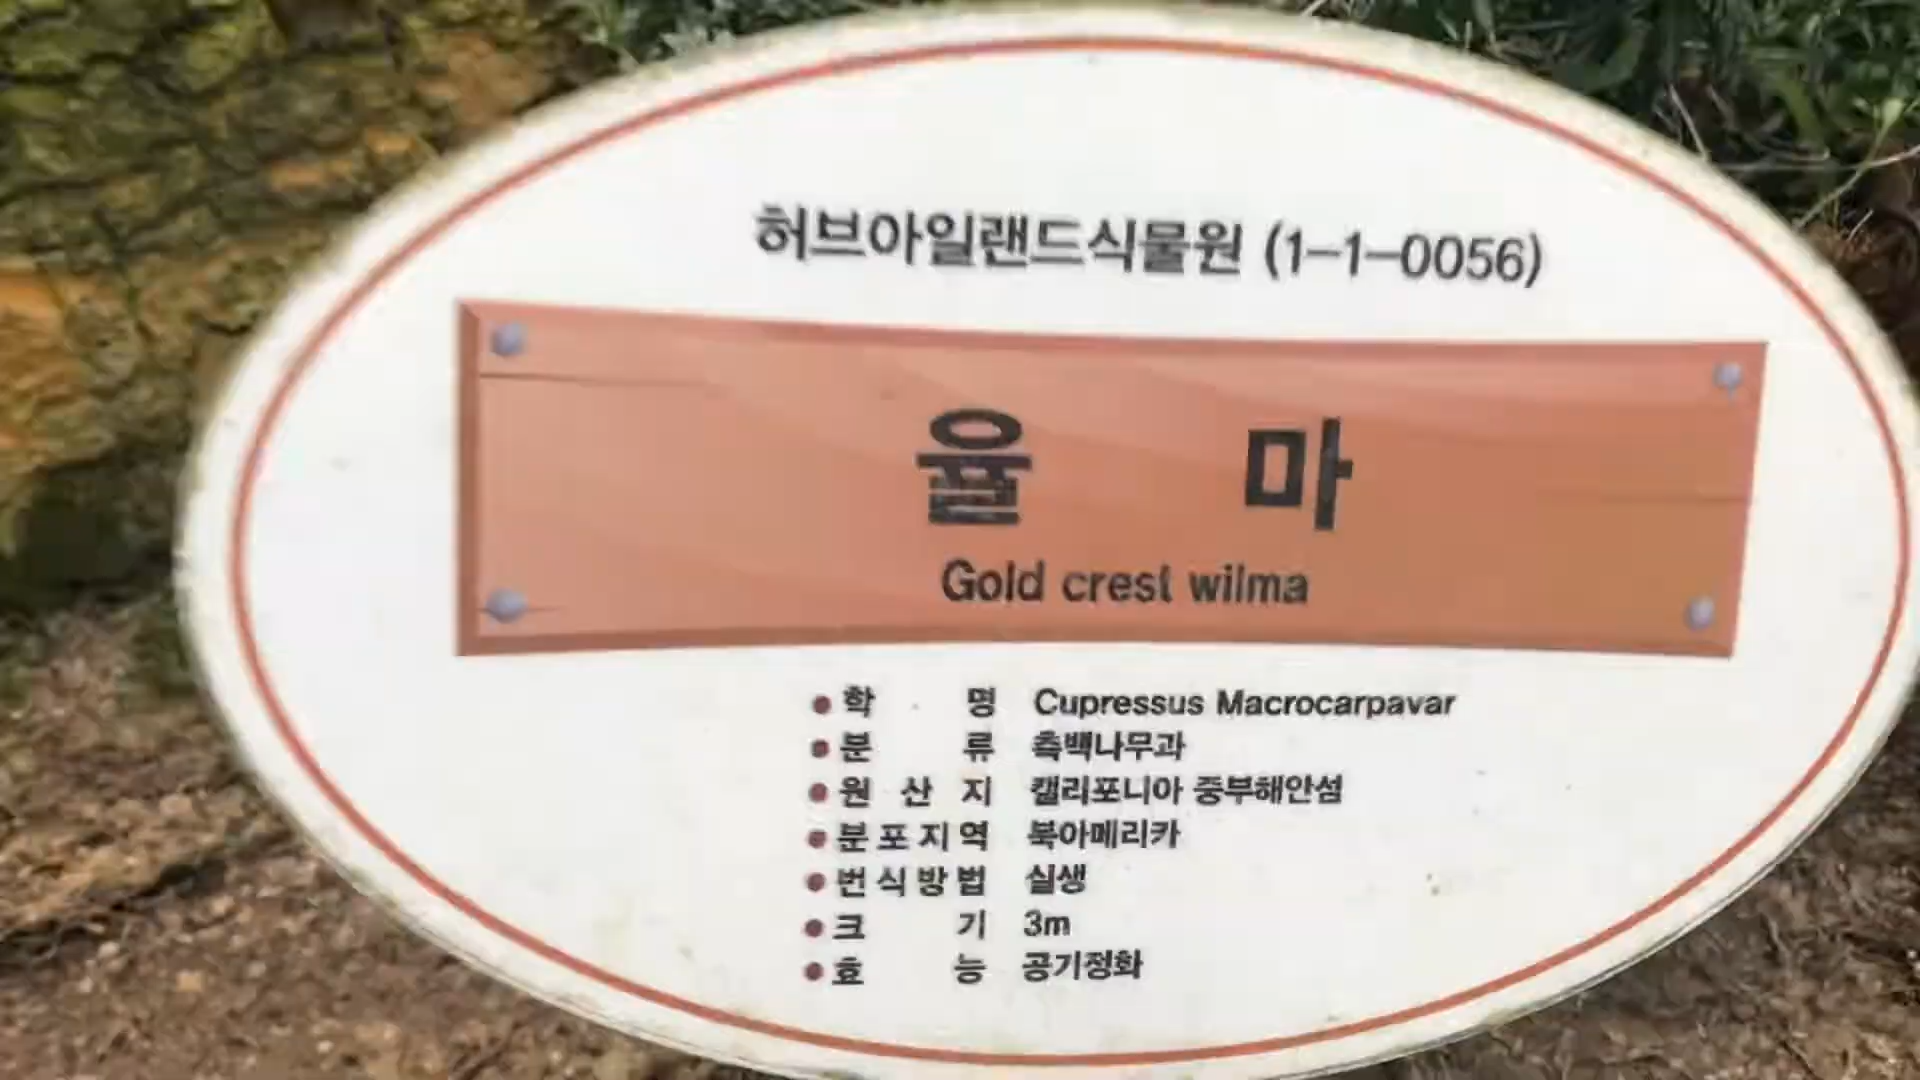 허브아일랜드식물원 (1-1-0056)
율 마
Gold crest wilma
● 학 명 Cupressus Macrocarpavar
● 분 류 측백나무과
● 원 산 지 캘리포니아 중부해안섬
● 분 포 지 역 북아메리카
● 번 식 방 법 실생
● 크 기 3m
● 효 능 공기정화